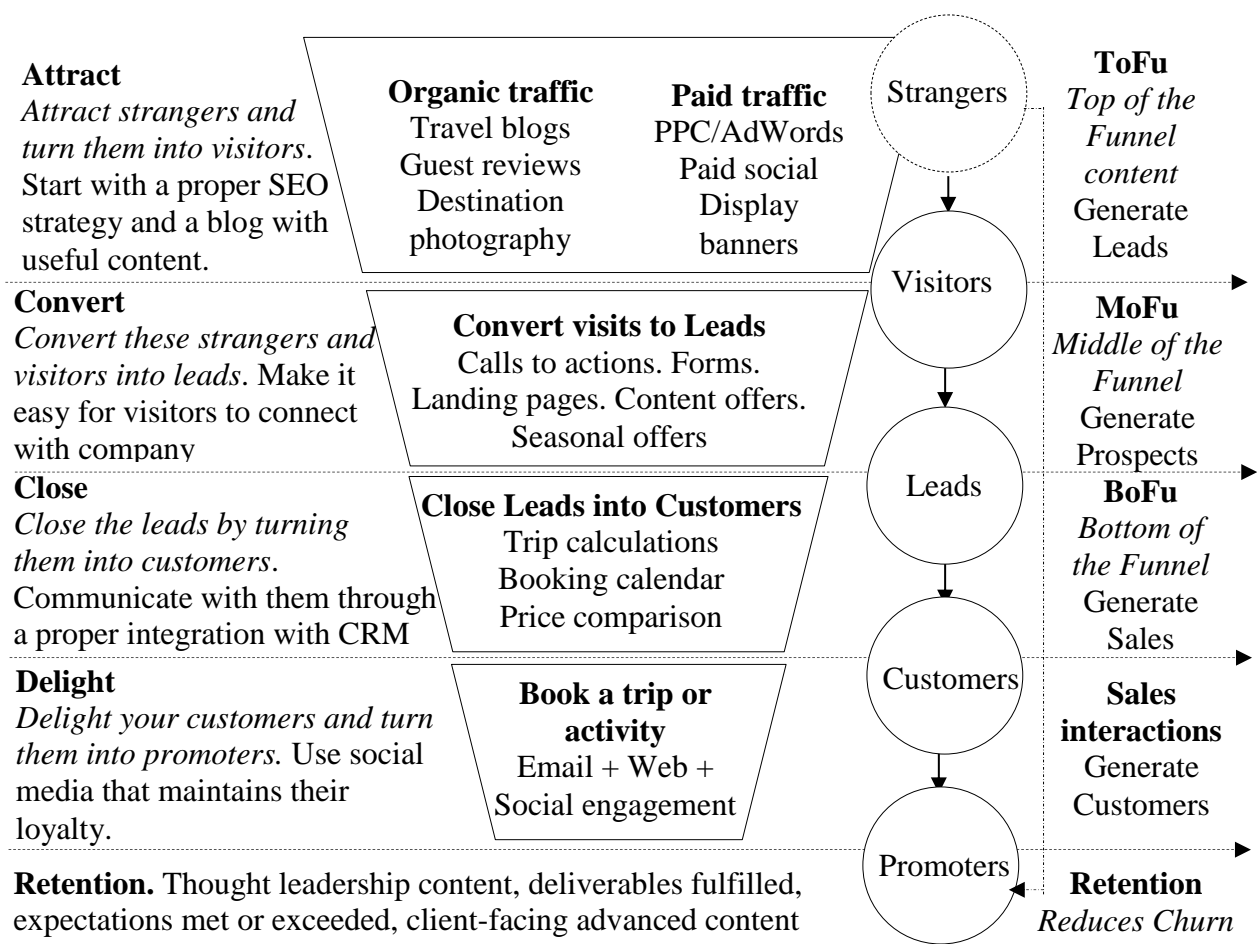 Attract
Attract strangers and
turn them into visitors.
Start with a proper SEO
strategy and a blog with
useful content.
Organic traffic
Travel blogs
Guest reviews
Destination
photography
Paid traffic
PPC/AdWords
Paid social
Display
banners
Strangers
ToFu
Top of the
Funnel
content
Generate
Leads
Visitors
Convert
Convert these strangers and
visitors into leads. Make it
easy for visitors to connect
with company
Convert visits to Leads
Calls to actions. Forms.
Landing pages. Content offers.
Seasonal offers
MoFu
Middle of the
Funnel
Generate
Prospects
Leads
Close
Close the leads by turning
them into customers.
Communicate with them through
a proper integration with CRM
Close Leads into Customers
Trip calculations
Booking calendar
Price comparison
BoFu
Bottom of
the Funnel
Generate
Sales
Customers
Delight
Delight your customers and turn
them into promoters. Use social
media that maintains their
loyalty.
Book a trip or
activity
Email + Web +
Social engagement
Sales
interactions
Generate
Customers
Promoters
Retention. Thought leadership content, deliverables fulfilled,
expectations met or exceeded, client-facing advanced content
Retention
Reduces Churn